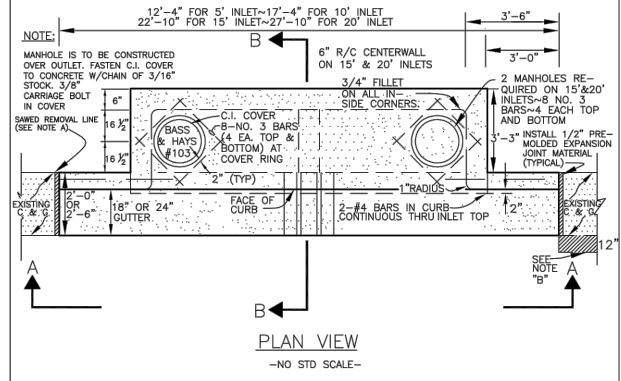 12'-4" FOR 5' INLET~17'-4" FOR 10' INLET
22'-10" FOR 15' INLET~27'-10" FOR 20' INLET
3'-6"
3'-0"
NOTE:
MANHOLE IS TO BE CONSTRUCTED
OVER OUTLET. FASTEN C.I. COVER
TO CONCRETE W/CHAIN OF 3/16"
STOCK. 3/8"
CARRIAGE BOLT
IN COVER
SAWED REMOVAL LINE
(SEE NOTE A)
B
6" R/C CENTERWALL
ON 15' & 20' INLETS
3/4" FILLET
ON ALL IN-
SIDE CORNERS.
2 MANHOLES RE-
QUIRED ON 15'&20'
INLETS~8 NO. 3
BARS~4 EACH TOP
AND BOTTOM
6"
16 1/2"
16 1/2"
C.I. COVER
8-NO. 3 BARS
(4 EA. TOP &
BOTTOM) AT
COVER RING
BASS
& HAYS
#103
2" (TYP)
3'-3"
INSTALL 1/2" PRE-
MOLDED EXPANSION
JOINT MATERIAL
(TYPICAL)
EXISTING
C & G
2'-0"
OR
2'-6"
18" OR 24"
GUTTER
FACE OF
CURB
1"RADIUS
2-#4 BARS IN CURB
CONTINUOUS THRU INLET TOP
2"
EXISTING
C & G
12"
SEE
NOTE
"B"
A
A
B
PLAN VIEW
-NO STD SCALE-